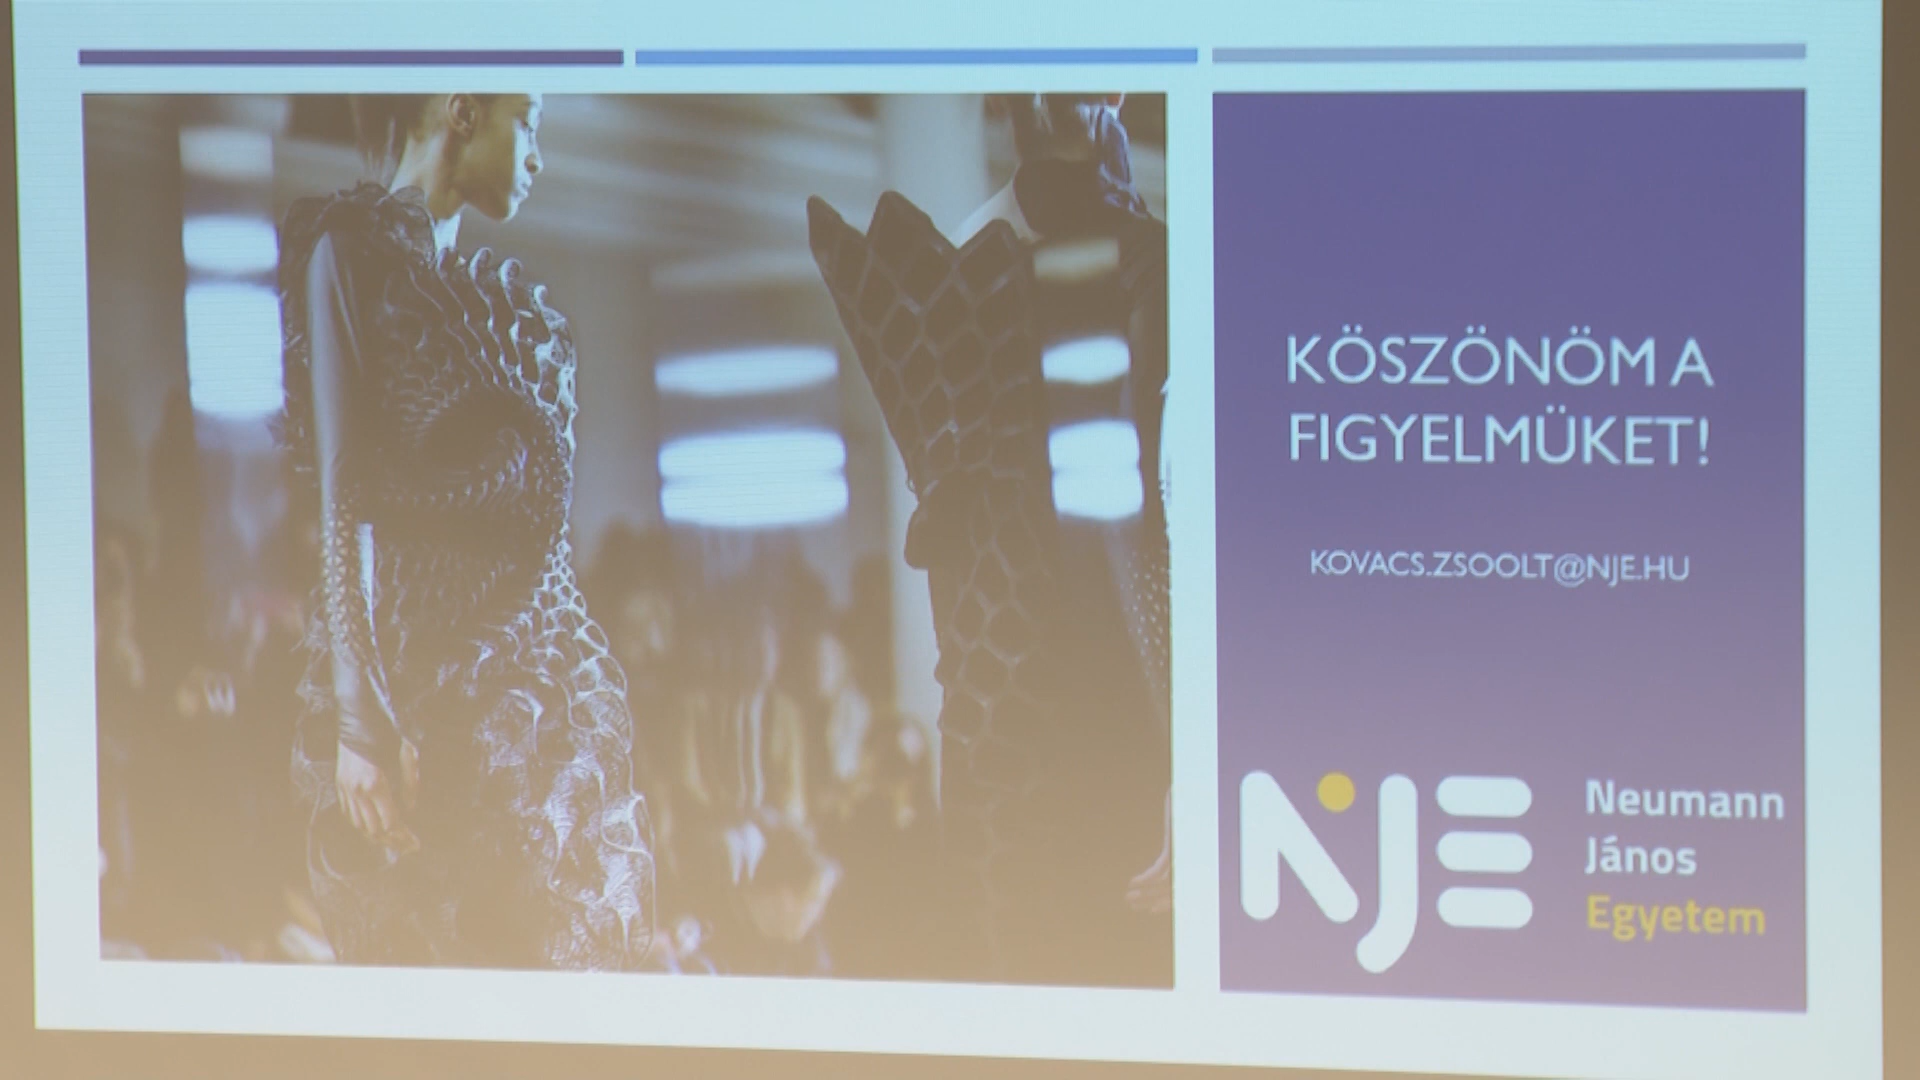 KÖSZÖNÖM A
FIGYELMÜKET!
KOVACS.ZSOOLT@NJE.HU
NJE
Neumann
János
Egyetem